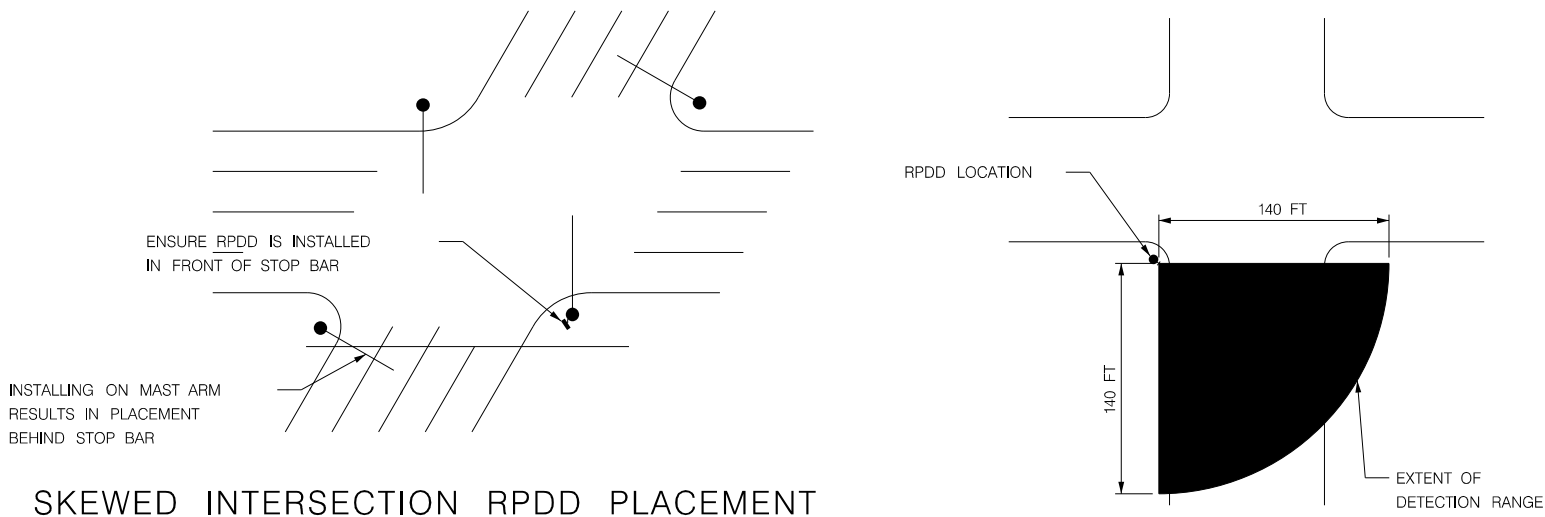 ENSURE RPDD IS INSTALLED
IN FRONT OF STOP BAR
INSTALLING ON MAST ARM
RESULTS IN PLACEMENT
BEHIND STOP BAR
SKEWED INTERSECTION RPDD PLACEMENT
RPDD LOCATION
140 FT
140 FT
EXTENT OF
DETECTION RANGE